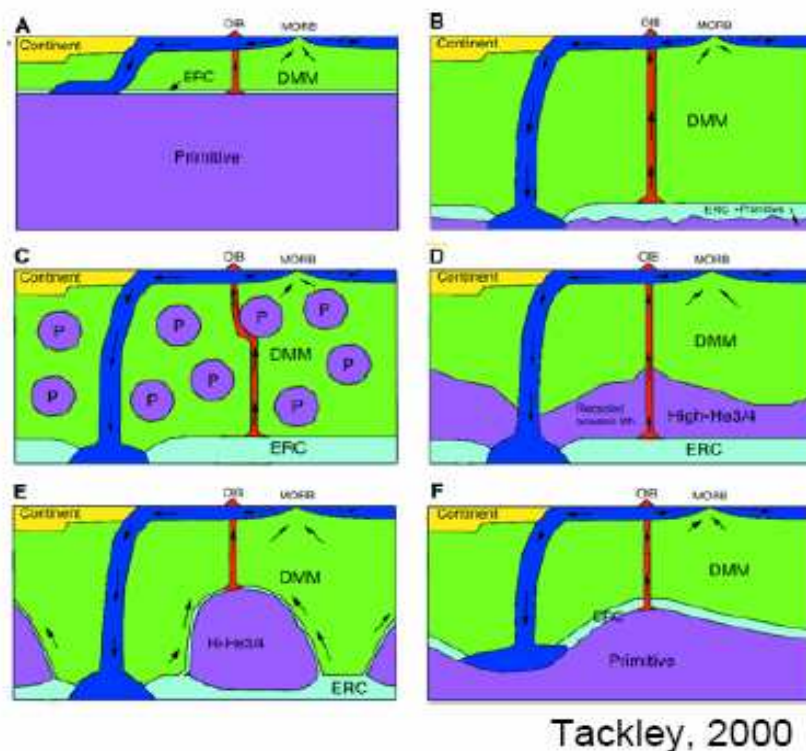 A
OIB
MORB
Continent
ERC
DMM
Primitive
B
OIB
MORB
Continent
DMM
ERC +Primitive
C
OIB
MORB
Continent
P
P
P
P
P
P
P
P
DMM
ERC
D
OIB
MORB
Continent
DMM
Recycled
High-He3/4
ERC
E
OIB
MORB
Continent
DMM
Hi-He3/4
ERC
F
OIB
MORB
Continent
DMM
ERC
Primitive
Tackley, 2000